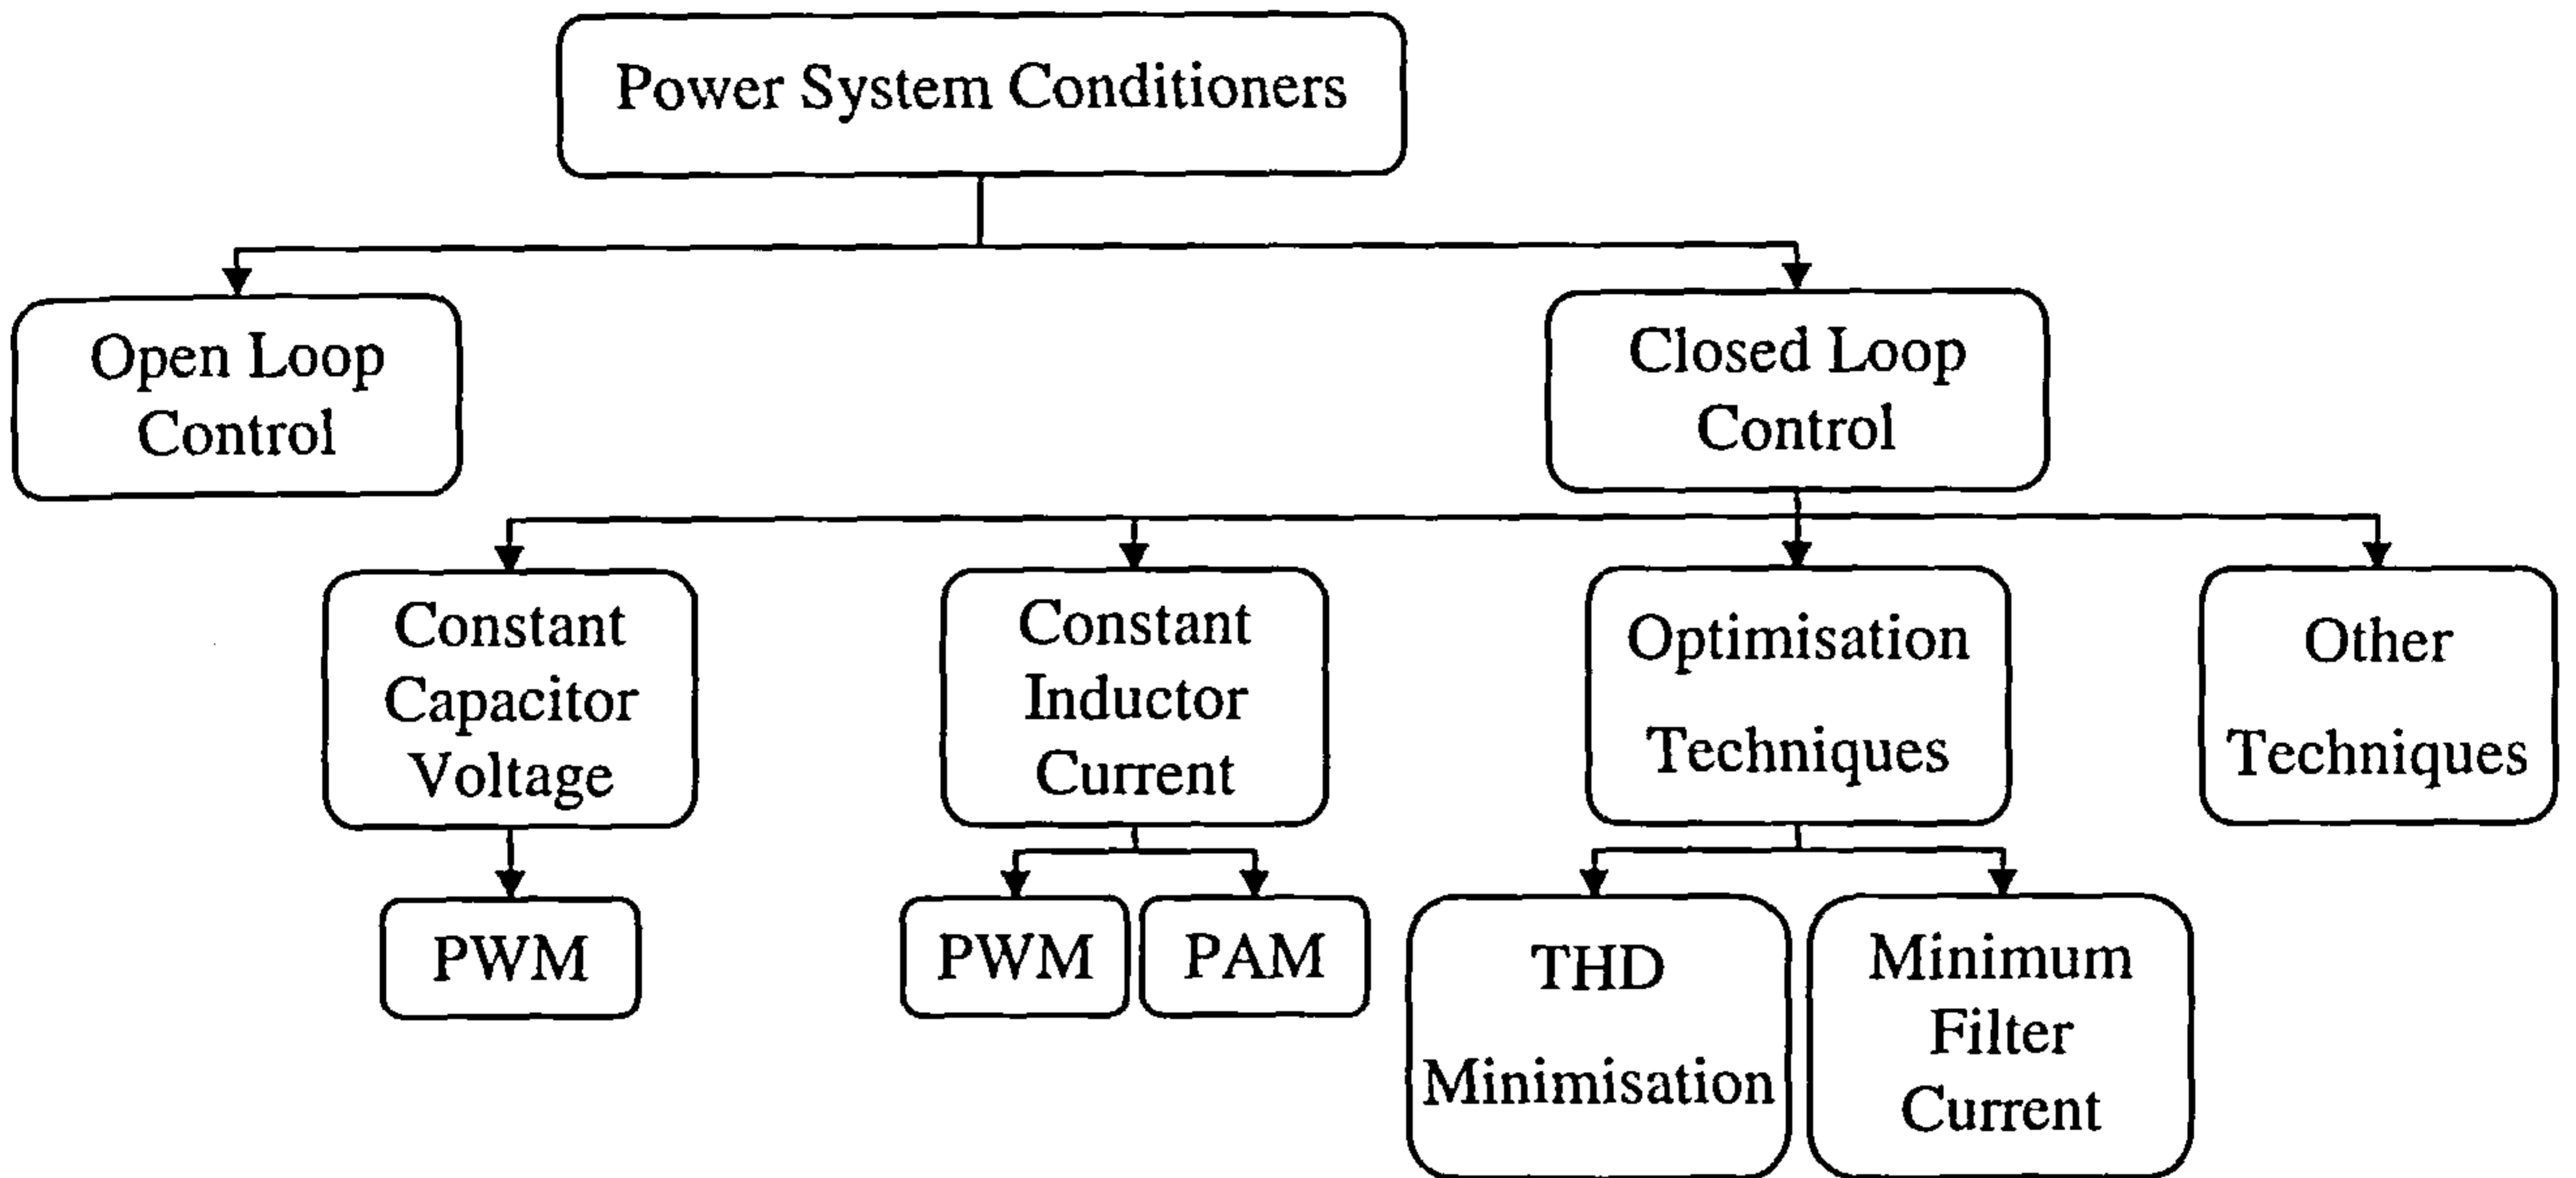 Power System Conditioners
Open Loop
Control
Closed Loop
Control
Constant
Capacitor
Voltage
Constant
Inductor
Current
Optimisation
Techniques
Other
Techniques
PWM
PWM
PAM
THD
Minimisation
Minimum
Filter
Current